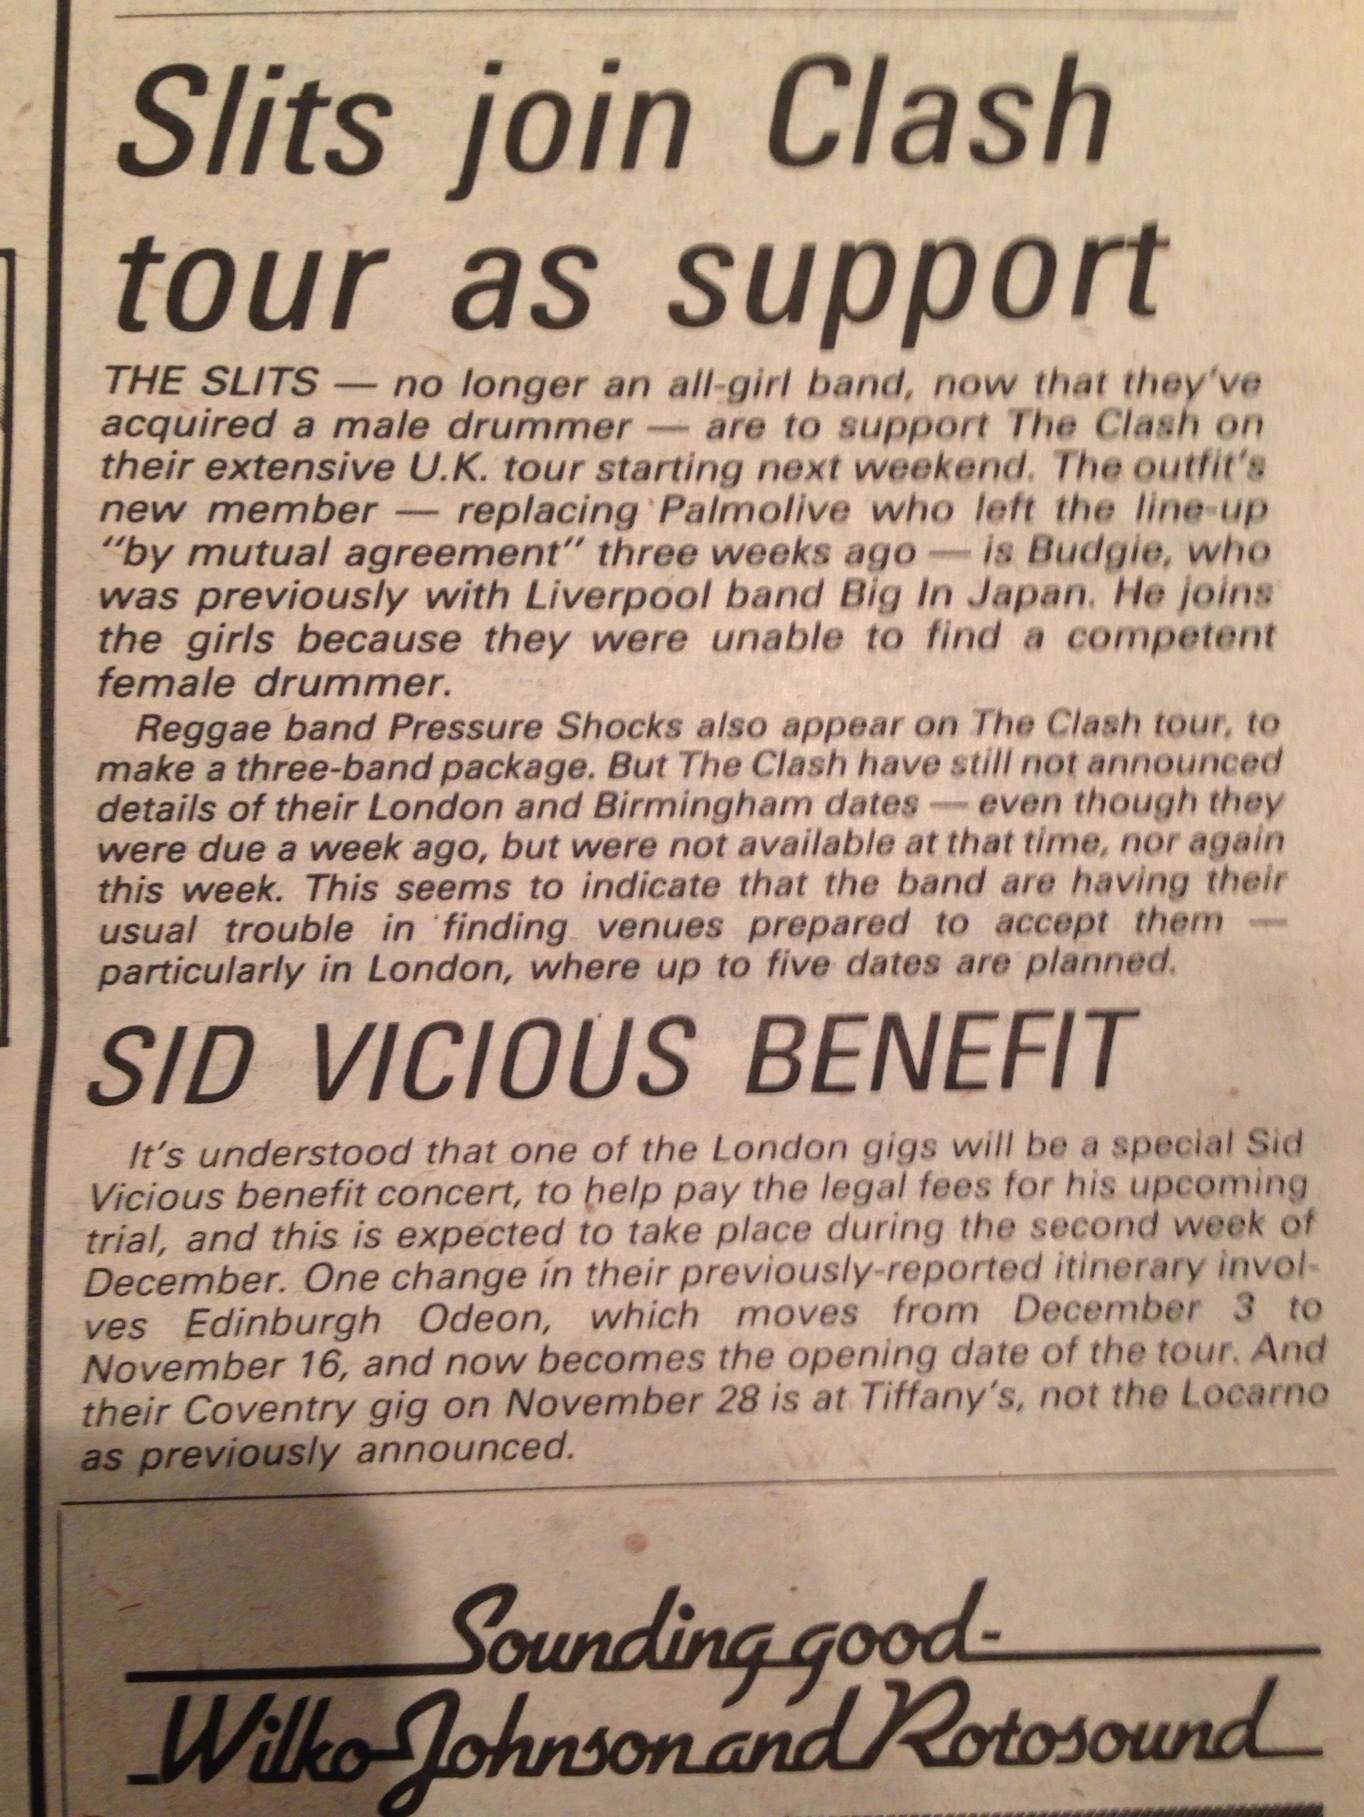 Slits join Clash
tour as support
THE SLITS — no longer an all-girl band, now that they've
acquired a male drummer — are to support The Clash on
their extensive U.K. tour starting next weekend. The outfit's
new member — replacing Palmolive who left the line-up
"by mutual agreement" three weeks ago — is Budgie, who
was previously with Liverpool band Big In Japan. He joins
the girls because they were unable to find a competent
female drummer.
Reggae band Pressure Shocks also appear on The Clash tour, to
make a three-band package. But The Clash have still not announced
details of their London and Birmingham dates — even though they
were due a week ago, but were not available at that time, nor again
this week. This seems to indicate that the band are having their
usual trouble in finding venues prepared to accept them —
particularly in London, where up to five dates are planned.
SID VICIOUS BENEFIT
It's understood that one of the London gigs will be a special Sid
Vicious benefit concert, to help pay the legal fees for his upcoming
trial, and this is expected to take place during the second week of
December. One change in their previously-reported itinerary invol-
ves Edinburgh Odeon, which moves from December 3 to
November 16, and now becomes the opening date of the tour. And
their Coventry gig on November 28 is at Tiffany's, not the Locarno
as previously announced.
Sounding good-
Wilko Johnson and Rotosound